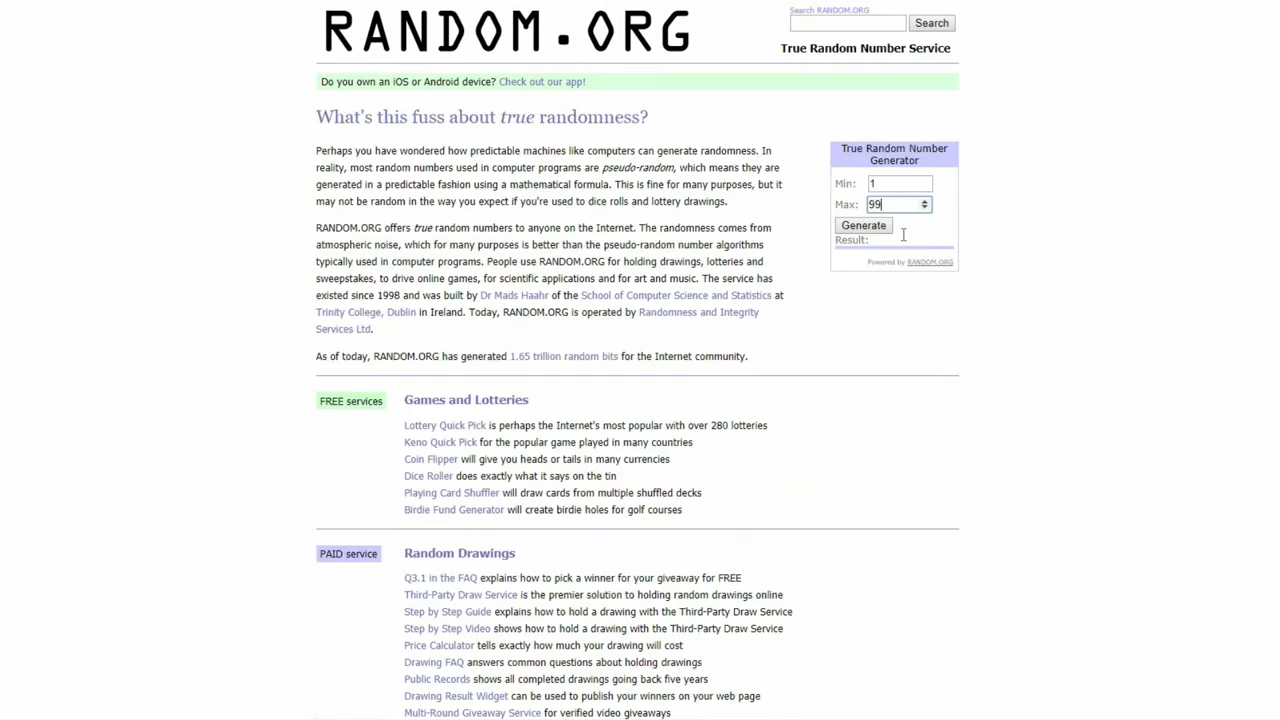 RANDOM.ORG
Search RANDOM.ORG
Search
True Random Number Service
Do you own an iOS or Android device? Check out our app!
What's this fuss about true randomness?
Perhaps you have wondered how predictable machines like computers can generate randomness. In
reality, most random numbers used in computer programs are pseudo-random, which means they are
generated in a predictable fashion using a mathematical formula. This is fine for many purposes, but it
may not be random in the way you expect if you're used to dice rolls and lottery drawings.
RANDOM.ORG offers true random numbers to anyone on the Internet. The randomness comes from
atmospheric noise, which for many purposes is better than the pseudo-random number algorithms
typically used in computer programs. People use RANDOM.ORG for holding drawings, lotteries and
sweepstakes, to drive online games, for scientific applications and for art and music. The service has
existed since 1998 and was built by Dr Mads Haahr of the School of Computer Science and Statistics at
Trinity College, Dublin in Ireland. Today, RANDOM.ORG is operated by Randomness and Integrity
Services Ltd.
As of today, RANDOM.ORG has generated 1.65 trillion random bits for the Internet community.
True Random Number
Generator
Min: 1
Max: 99
Generate
Result:
Powered by RANDOM.ORG
FREE services
Games and Lotteries
Lottery Quick Pick is perhaps the Internet's most popular with over 280 lotteries
Keno Quick Pick for the popular game played in many countries
Coin Flipper will give you heads or tails in many currencies
Dice Roller does exactly what it says on the tin
Playing Card Shuffler will draw cards from multiple shuffled decks
Birdie Fund Generator will create birdie holes for golf courses
PAID service
Random Drawings
Q3.1 in the FAQ explains how to pick a winner for your giveaway for FREE
Third-Party Draw Service is the premier solution to holding random drawings online
Step by Step Guide explains how to hold a drawing with the Third-Party Draw Service
Step by Step Video shows how to hold a drawing with the Third-Party Draw Service
Price Calculator tells exactly how much your drawing will cost
Drawing FAQ answers common questions about holding drawings
Public Records shows all completed drawings going back five years
Drawing Result Widget can be used to publish your winners on your web page
Multi-Round Giveaway Service for verified video giveaways